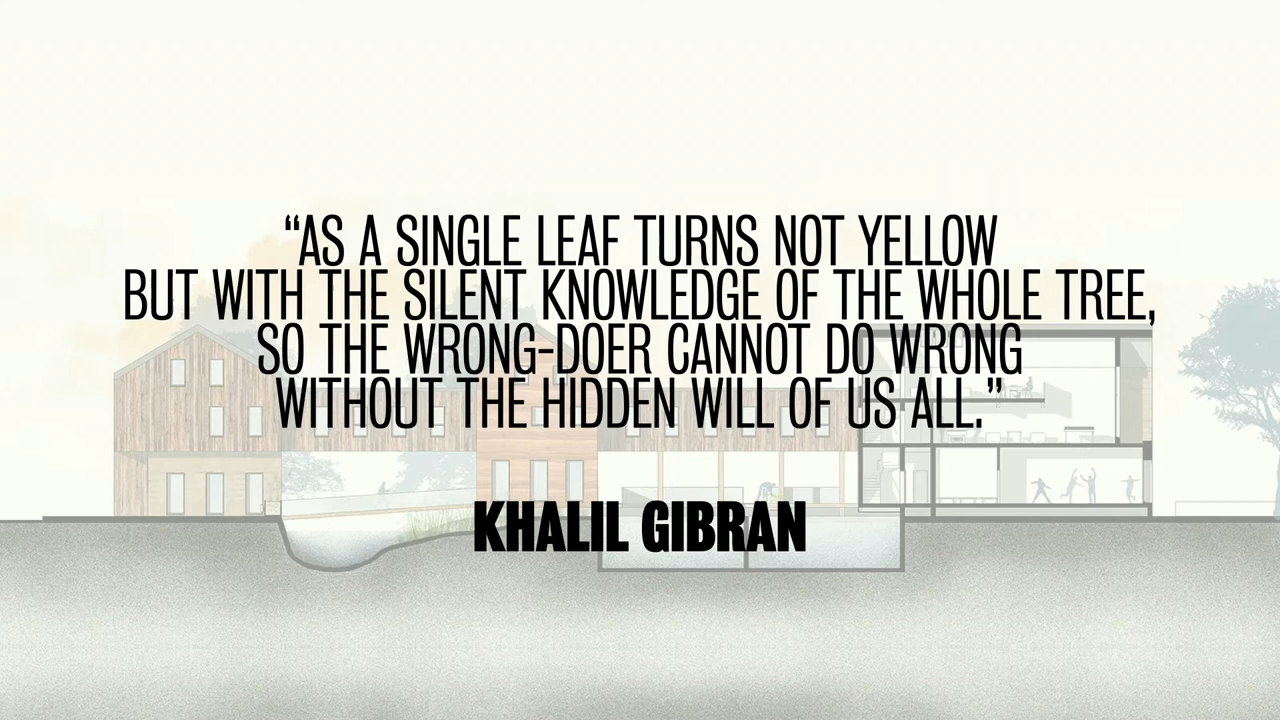 “AS A SINGLE LEAF TURNS NOT YELLOW
BUT WITH THE SILENT KNOWLEDGE OF THE WHOLE TREE,
SO THE WRONG-DOER CANNOT DO WRONG
WITHOUT THE HIDDEN WILL OF US ALL.”
KHALIL GIBRAN